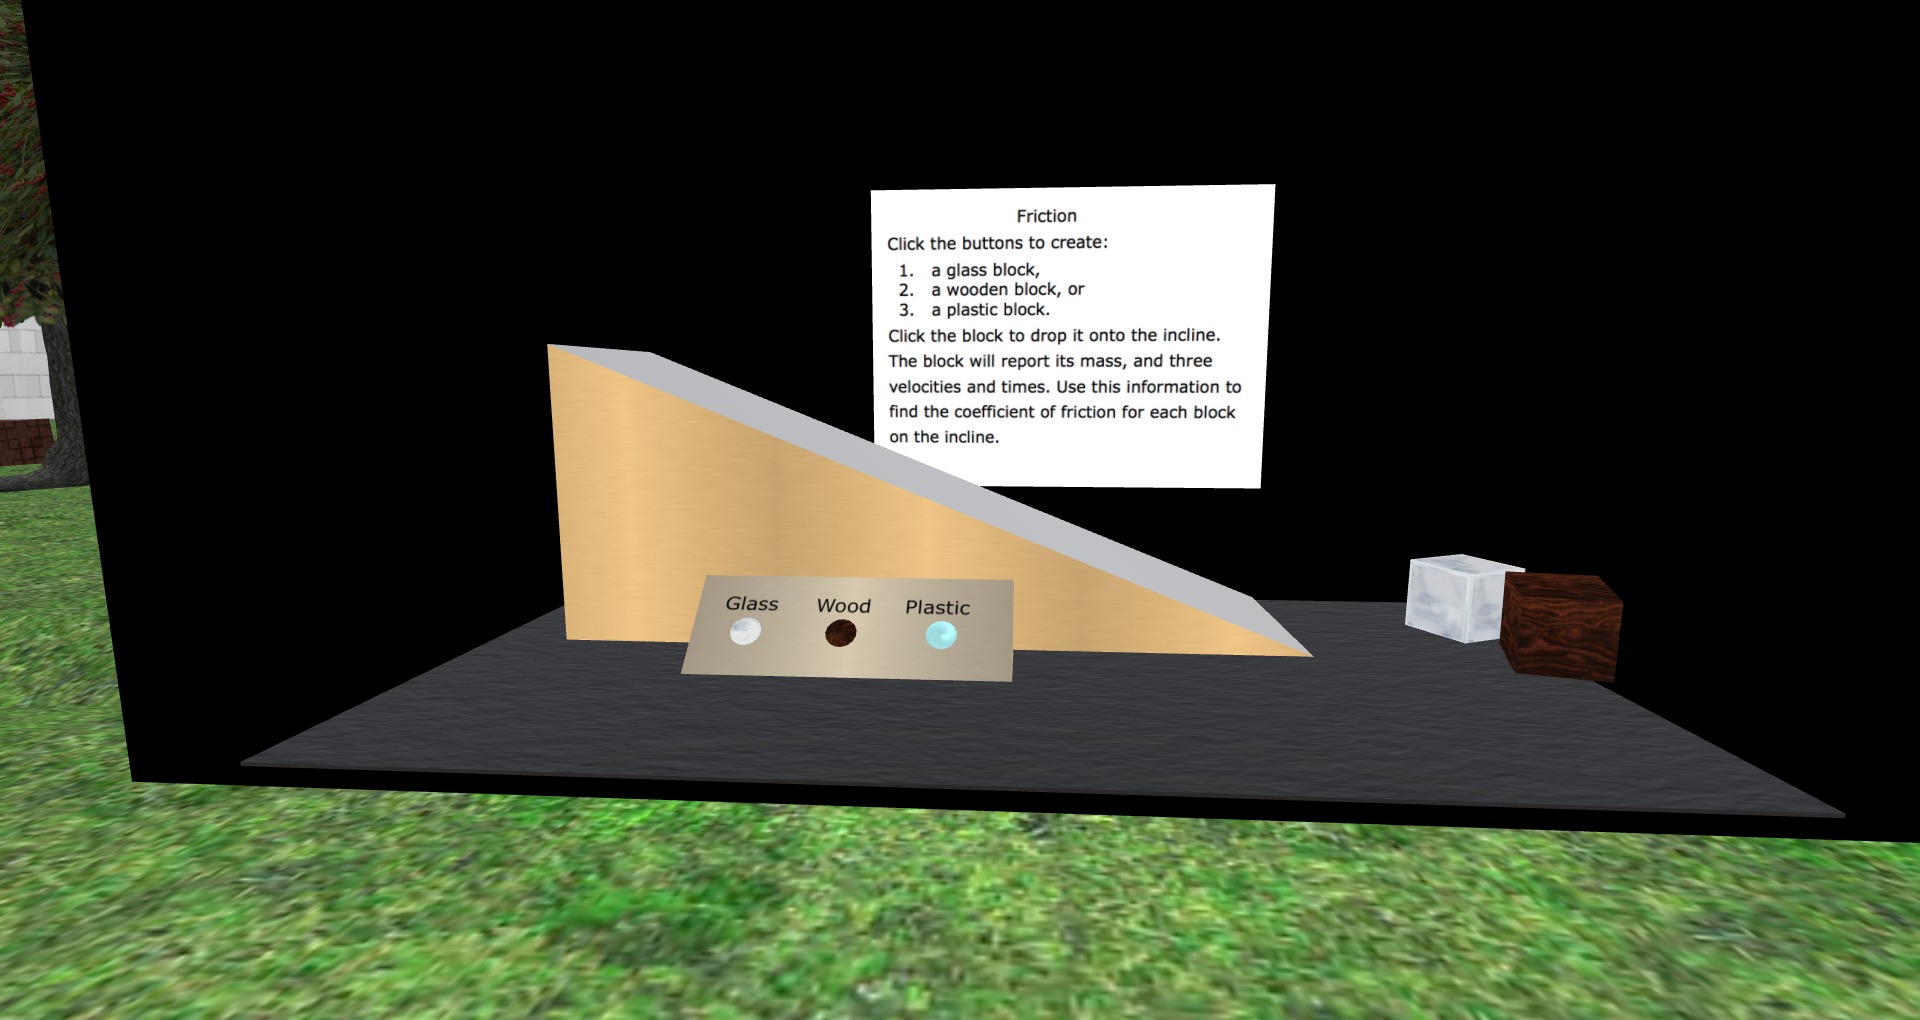 Friction
Click the buttons to create:
1. a glass block,
2. a wooden block, or
3. a plastic block.
Click the block to drop it onto the incline.
The block will report its mass, and three
velocities and times. Use this information to
find the coefficient of friction for each block
on the incline.
Glass Wood Plastic